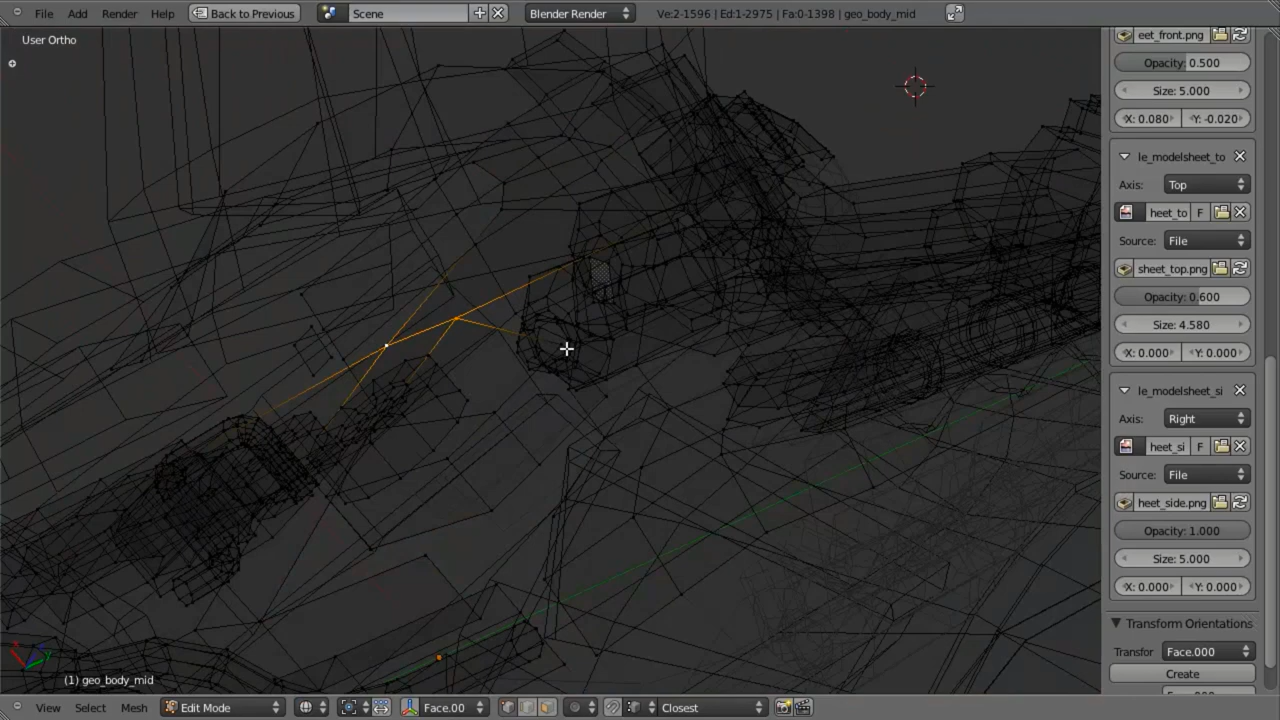 File Add Render Help Back to Previous Scene Blender Render Ve:2-1596 | Ed:1-2975 | Fa:0-1398 | geo_body_mid
User Ortho
eet_front.png
Opacity: 0.500
Size: 5.000
X: 0.080 Y: -0.020
le_modelsheet_to
Axis: Top
heet_to F
Source: File
sheet_top.png
Opacity: 0.600
Size: 4.580
X: 0.000 Y: 0.000
le_modelsheet_si
Axis: Right
heet_si F
Source: File
heet_side.png
Opacity: 1.000
Size: 5.000
X: 0.000 Y: 0.000
Transform Orientations
Transfor Face.000
Create
(1) geo_body_mid
View Select Mesh Edit Mode Face.00 Closest